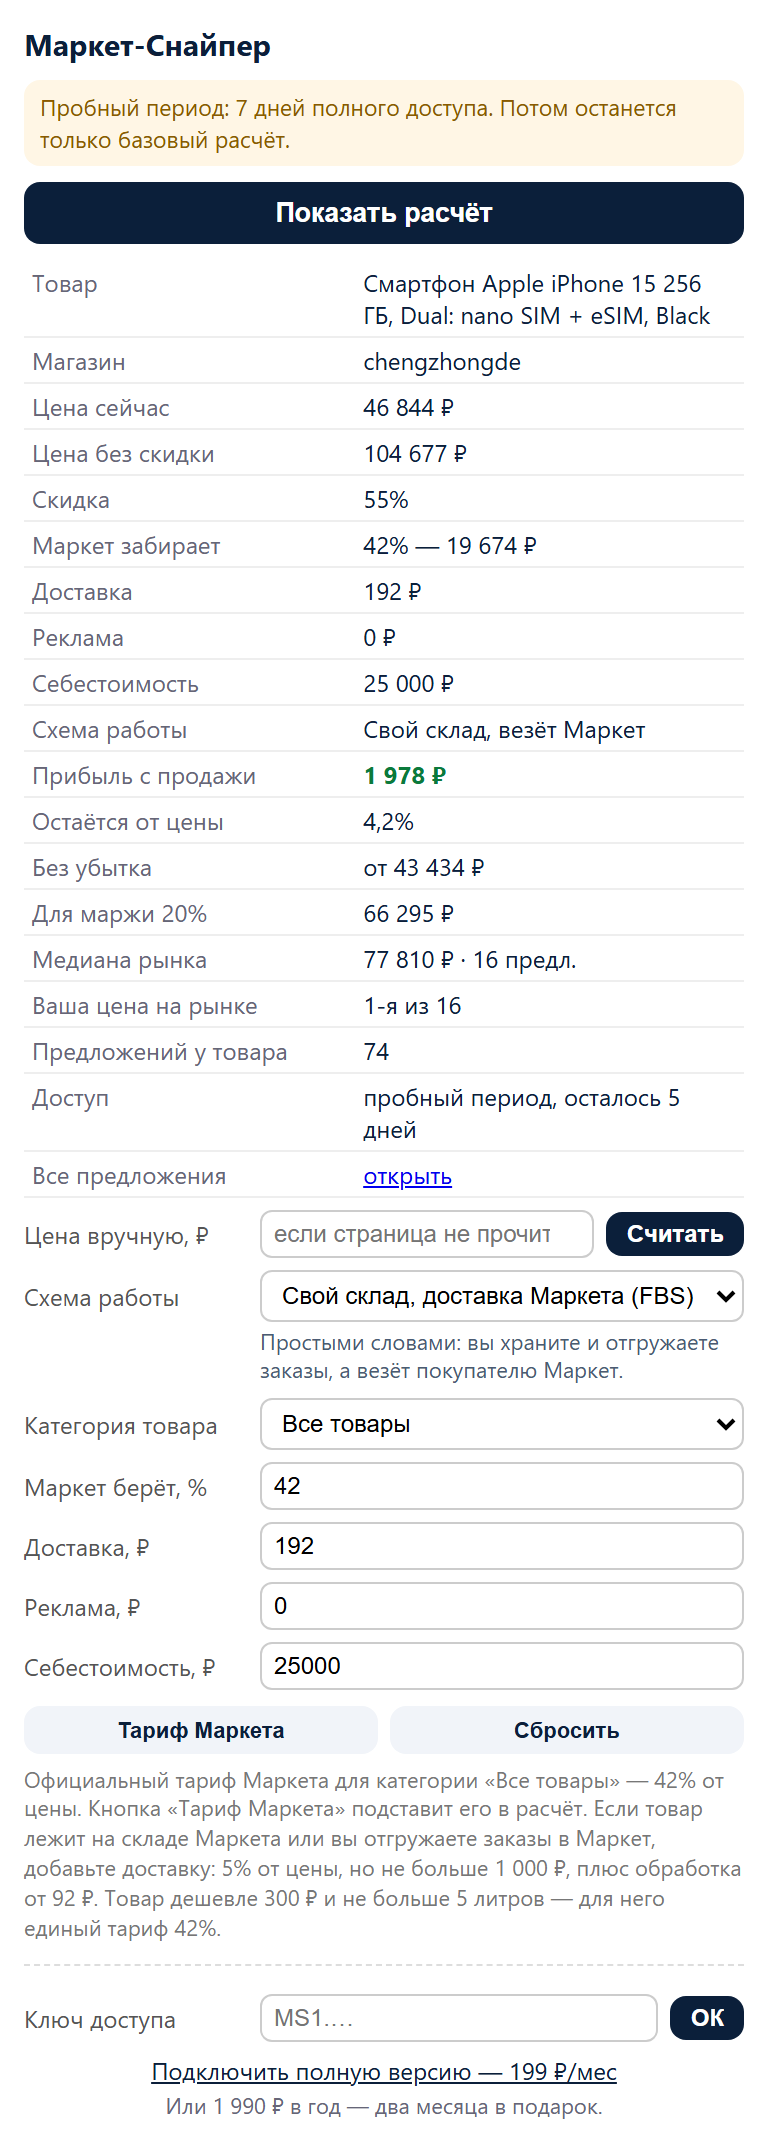 Маркет-Снайпер
Пробный период: 7 дней полного доступа. Потом останется
только базовый расчёт.
Показать расчёт
Товар
Смартфон Apple iPhone 15 256
ГБ, Dual: nano SIM + eSIM, Black
Магазин
chengzhongde
Цена сейчас
46 844 ₽
Цена без скидки
104 677 ₽
Скидка
55%
Маркет забирает
42% — 19 674 ₽
Доставка
192 ₽
Реклама
0 ₽
Себестоимость
25 000 ₽
Схема работы
Свой склад, везёт Маркет
Прибыль с продажи
1 978 ₽
Остаётся от цены
4,2%
Без убытка
от 43 434 ₽
Для маржи 20%
66 295 ₽
Медиана рынка
77 810 ₽ · 16 предл.
Ваша цена на рынке
1-я из 16
Предложений у товара
74
Доступ
пробный период, осталось 5
дней
Все предложения
открыть
Цена вручную, ₽
если страница не прочит
Считать
Схема работы
Свой склад, доставка Маркета (FBS)
Простыми словами: вы храните и отгружаете
заказы, а везёт покупателю Маркет.
Категория товара
Все товары
Маркет берёт, %
42
Доставка, ₽
192
Реклама, ₽
0
Себестоимость, ₽
25000
Тариф Маркета
Сбросить
Официальный тариф Маркета для категории «Все товары» — 42% от
цены. Кнопка «Тариф Маркета» подставит его в расчёт. Если товар
лежит на складе Маркета или вы отгружаете заказы в Маркет,
добавьте доставку: 5% от цены, но не больше 1 000 ₽, плюс обработка
от 92 ₽. Товар дешевле 300 ₽ и не больше 5 литров — для него
единый тариф 42%.
Ключ доступа
MS1.…
ОК
Подключить полную версию — 199 ₽/мес
Или 1 990 ₽ в год — два месяца в подарок.